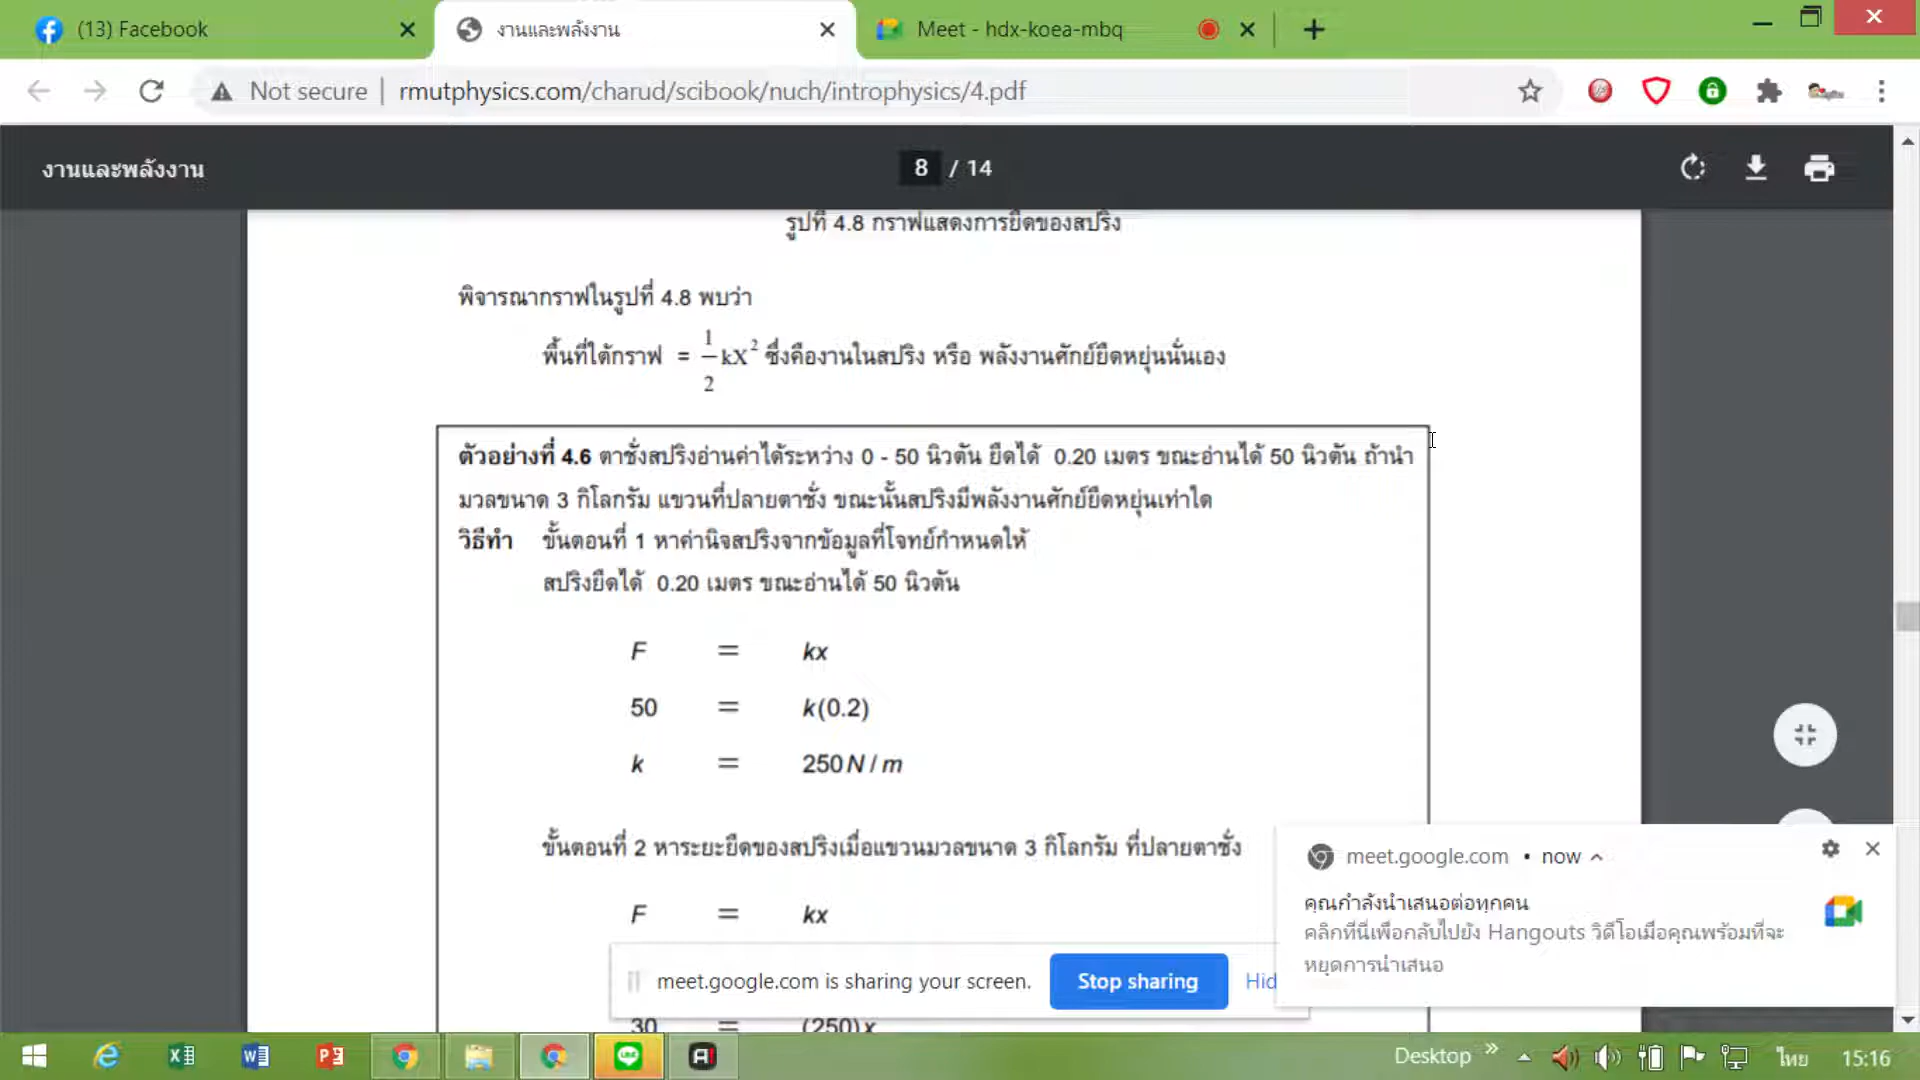 (13) Facebook
งานและพลังงาน
Meet - hdx-koea-mbq
Not secure
rmutphysics.com/charud/scibook/nuch/introphysics/4.pdf
งานและพลังงาน
8 / 14
รูปที่ 4.8 กราฟแสดงการยืดของสปริง
พิจารณากราฟในรูปที่ 4.8 พบว่า
พื้นที่ใต้กราฟ = 1/2 kX² ซึ่งคืองานในสปริง หรือ พลังงานศักย์ยืดหยุ่นนั่นเอง
ตัวอย่างที่ 4.6 ตาชั่งสปริงอ่านค่าได้ระหว่าง 0 - 50 นิวตัน ยืดได้ 0.20 เมตร ขณะอ่านได้ 50 นิวตัน ถ้านำ
มวลขนาด 3 กิโลกรัม แขวนที่ปลายตาชั่ง ขณะนั้นสปริงมีพลังงานศักย์ยืดหยุ่นเท่าใด
วิธีทำ ขั้นตอนที่ 1 หาค่านิจสปริงจากข้อมูลที่โจทย์กำหนดให้
สปริงยืดได้ 0.20 เมตร ขณะอ่านได้ 50 นิวตัน
F = kx
50 = k(0.2)
k = 250 N / m
ขั้นตอนที่ 2 หาระยะยืดของสปริงเมื่อแขวนมวลขนาด 3 กิโลกรัม ที่ปลายตาชั่ง
F = kx
30 = (250)x
meet.google.com is sharing your screen.
Stop sharing
Hid
meet.google.com • now
คุณกำลังนำเสนอต่อทุกคน
คลิกที่นี่เพื่อกลับไปยัง Hangouts วิดีโอเมื่อคุณพร้อมที่จะ
หยุดการนำเสนอ
Desktop
ไทย
15:16